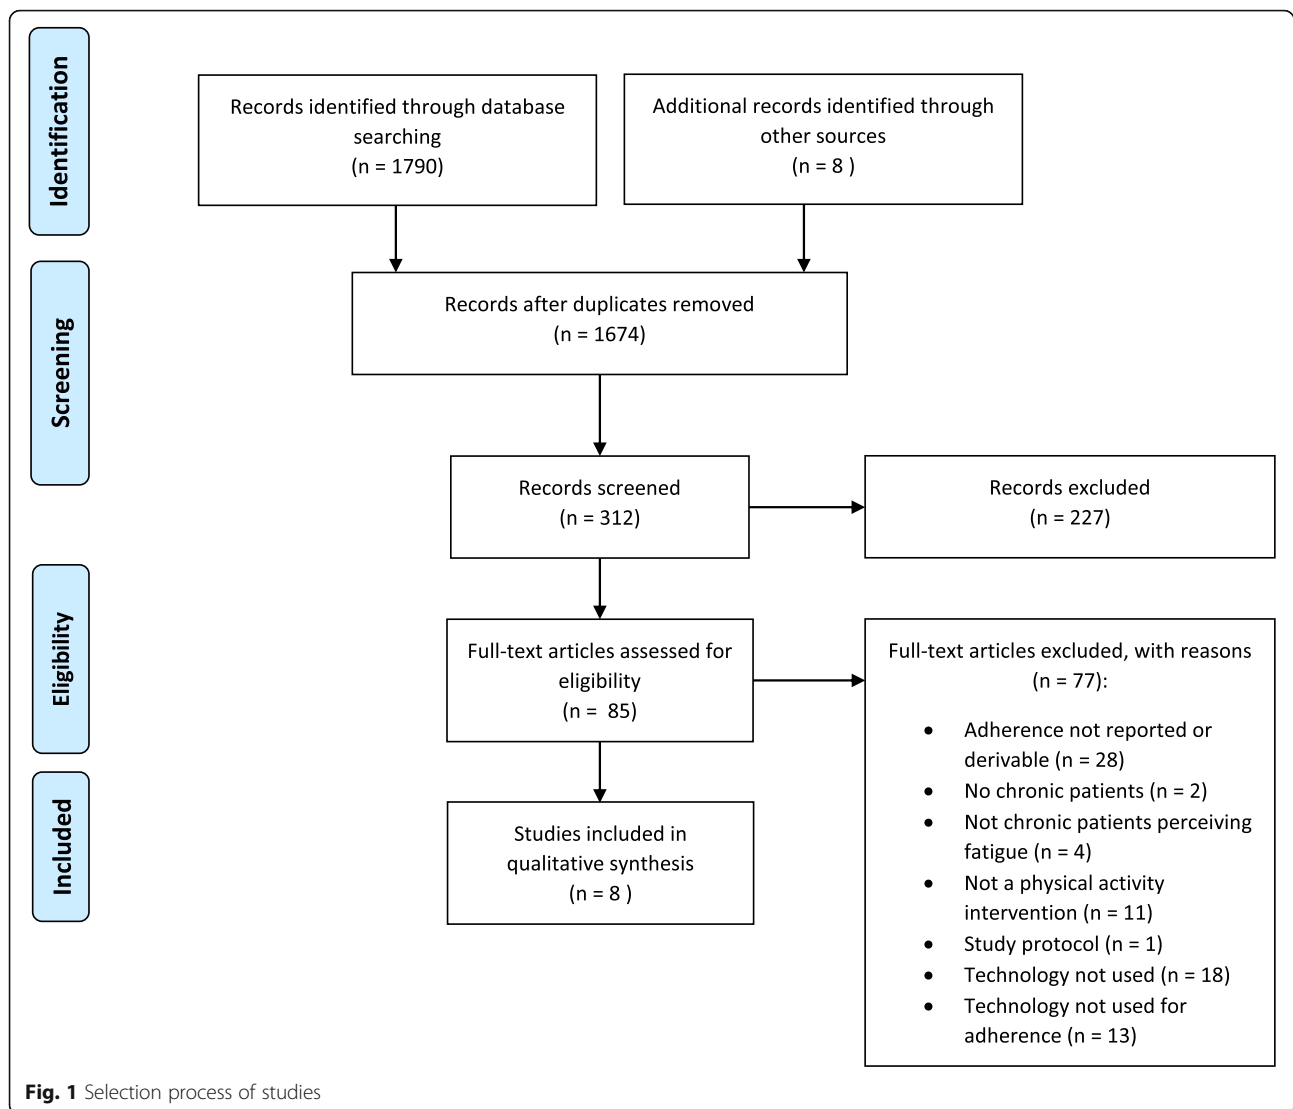 Identification
Records identified through database
searching
(n = 1790)
Additional records identified through
other sources
(n = 8 )
Screening
Records after duplicates removed
(n = 1674)
Records screened
(n = 312)
Records excluded
(n = 227)
Eligibility
Full-text articles assessed for
eligibility
(n =  85)
Full-text articles excluded, with reasons
(n = 77):
• Adherence not reported or
derivable (n = 28)
• No chronic patients (n = 2)
• Not chronic patients perceiving
fatigue (n = 4)
• Not a physical activity
intervention (n = 11)
• Study protocol (n = 1)
• Technology not used (n = 18)
• Technology not used for
adherence (n = 13)
Included
Studies included in
qualitative synthesis
(n = 8 )
Fig. 1 Selection process of studies